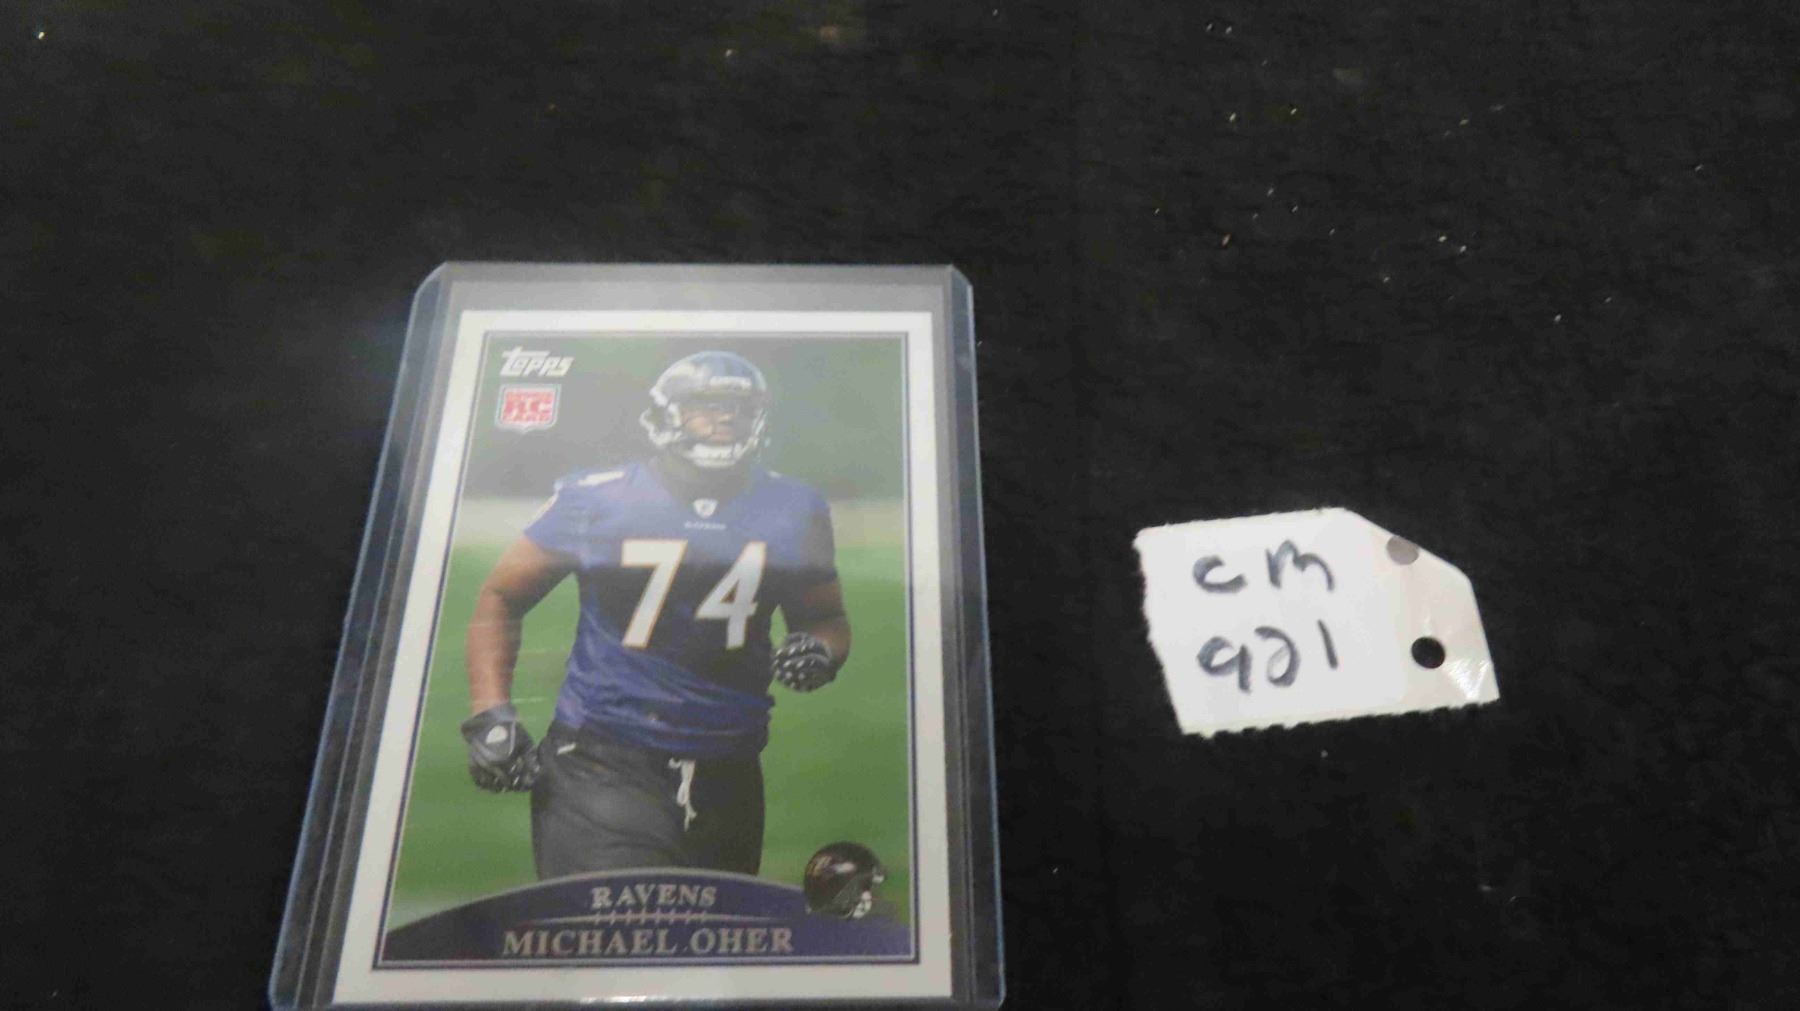 Topps
RC
74
RAVENS
MICHAEL OHER
cm
921